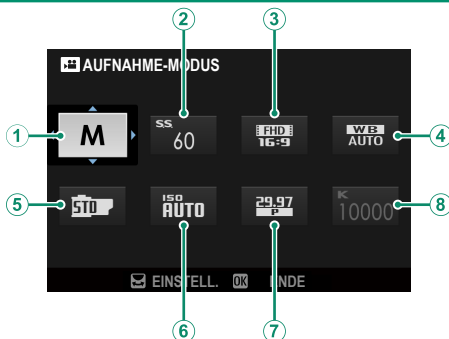 2 3
AUFNAHME-MODUS
1 M S.S. 60 FHD 16:9 WB AUTO 4
5 STD ISO AUTO 29.97 P K 10000 8
EINSTELL. OK ENDE
6 7